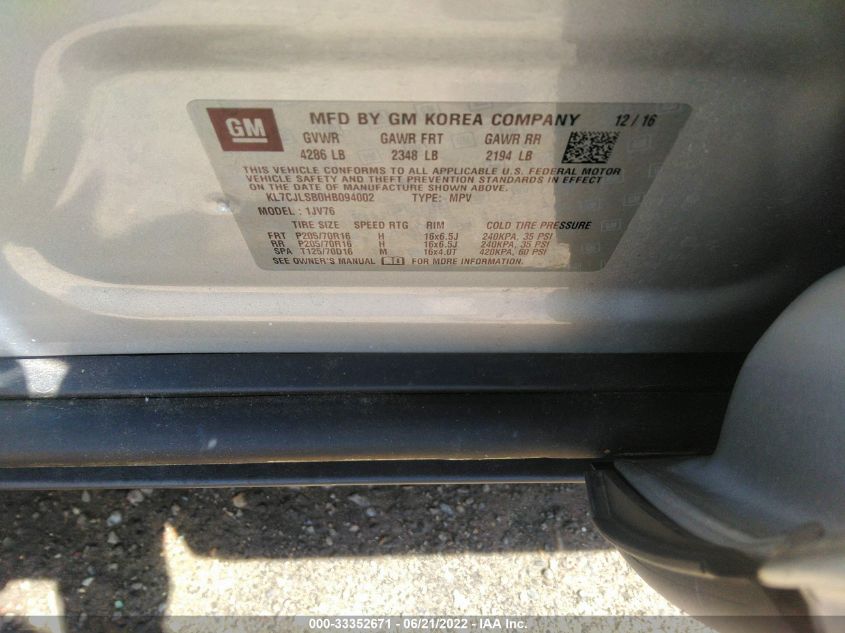 GM
MFD BY GM KOREA COMPANY 12/16
GVWR GAWR FRT GAWR RR
4286 LB 2348 LB 2194 LB
THIS VEHICLE CONFORMS TO ALL APPLICABLE U.S. FEDERAL MOTOR
VEHICLE SAFETY AND THEFT PREVENTION STANDARDS IN EFFECT
ON THE DATE OF MANUFACTURE SHOWN ABOVE.
KL7CJLSB0HB094002 TYPE: MPV
MODEL: 1JV76
TIRE SIZE SPEED RTG RIM COLD TIRE PRESSURE
FRT P205/70R16 H 16x6.5J 240KPA, 35 PSI
RR P205/70R16 H 16x6.5J 240KPA, 35 PSI
SPA T125/70D16 M 16x4.0T 420KPA, 60 PSI
SEE OWNER'S MANUAL FOR MORE INFORMATION.
000-33352671 - 06/21/2022 - IAA Inc.